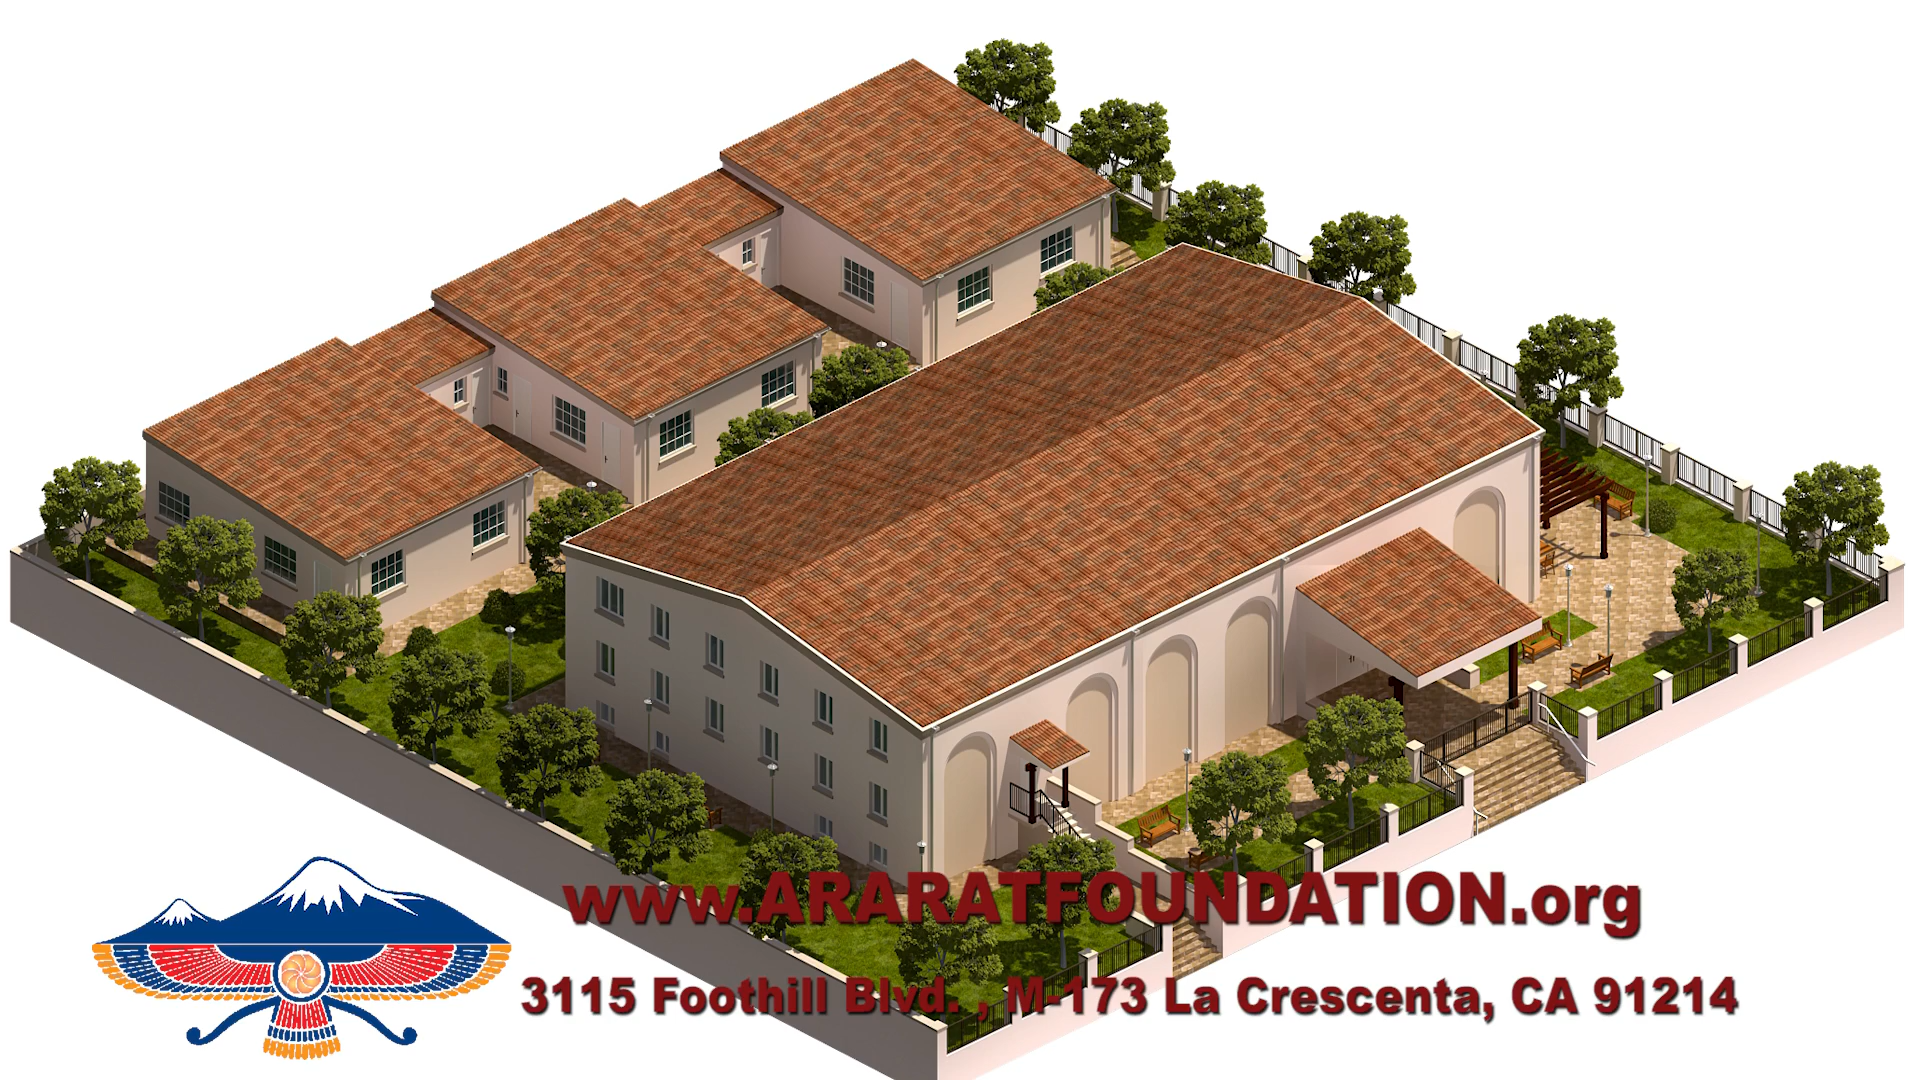 www.ARARATFOUNDATION.org
3115 Foothill Blvd. , M-173 La Crescenta, CA 91214